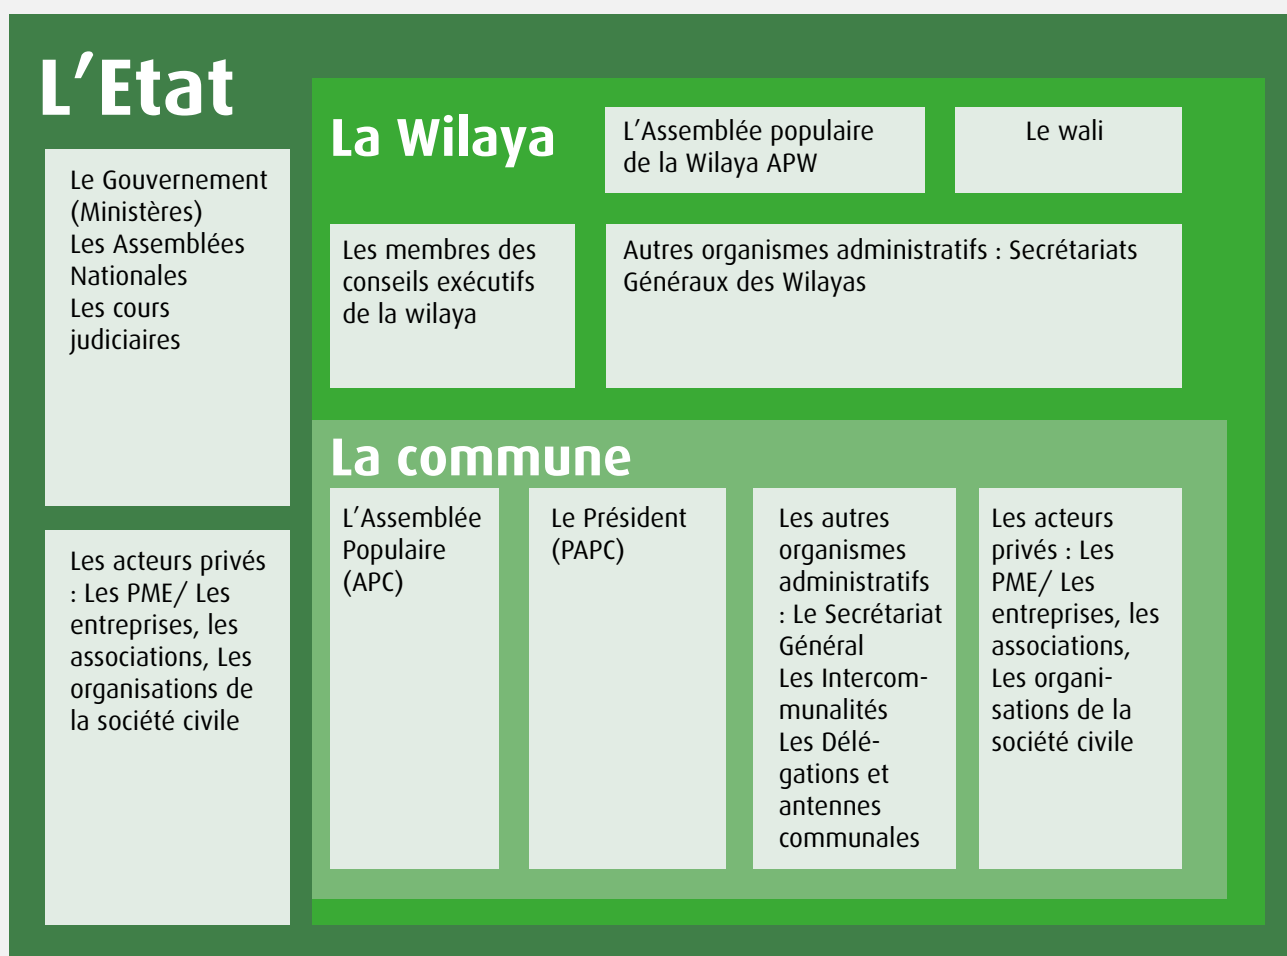 L'Etat
Le Gouvernement
(Ministères)
Les Assemblées
Nationales
Les cours
judiciaires
Les acteurs privés
: Les PME/ Les
entreprises, les
associations, Les
organisations de
la société civile
La Wilaya
L'Assemblée populaire
de la Wilaya APW
Le wali
Les membres des
conseils exécutifs
de la wilaya
Autres organismes administratifs : Secrétariats
Généraux des Wilayas
La commune
L'Assemblée
Populaire
(APC)
Le Président
(PAPC)
Les autres
organismes
administratifs
: Le Secrétariat
Général
Les Intercom-
munalités
Les Délé-
gations et
antennes
communales
Les acteurs
privés : Les
PME/ Les
entreprises, les
associations,
Les organi-
sations de la
société civile